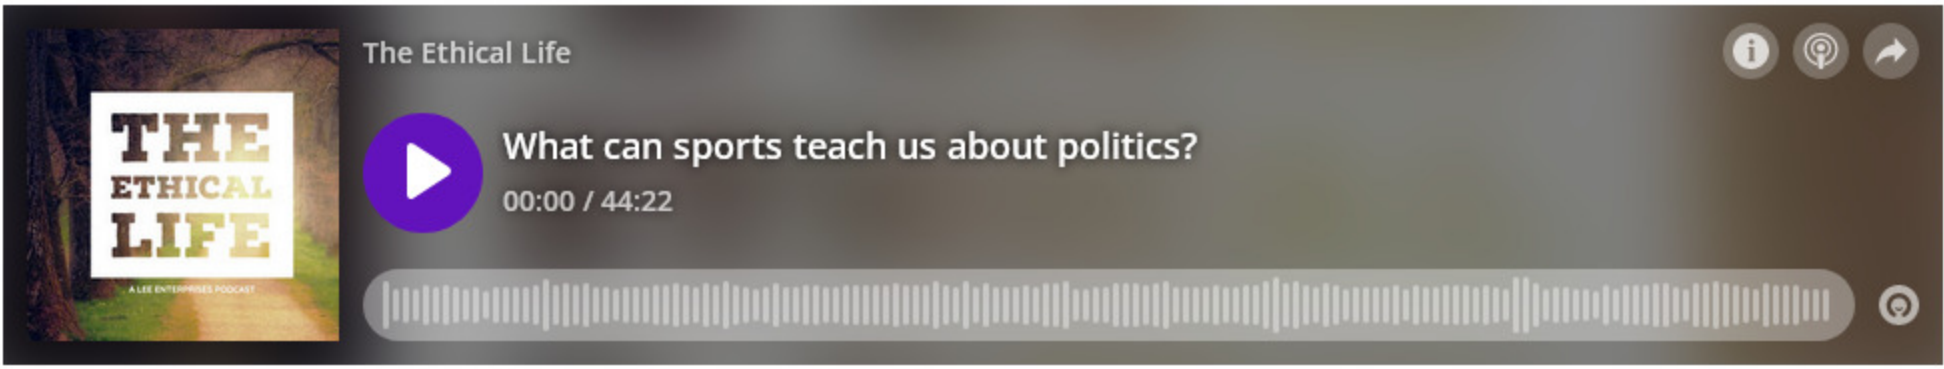 THE
ETHICAL
LIFE
A LEE ENTERPRISES PODCAST
The Ethical Life
What can sports teach us about politics?
00:00 / 44:22